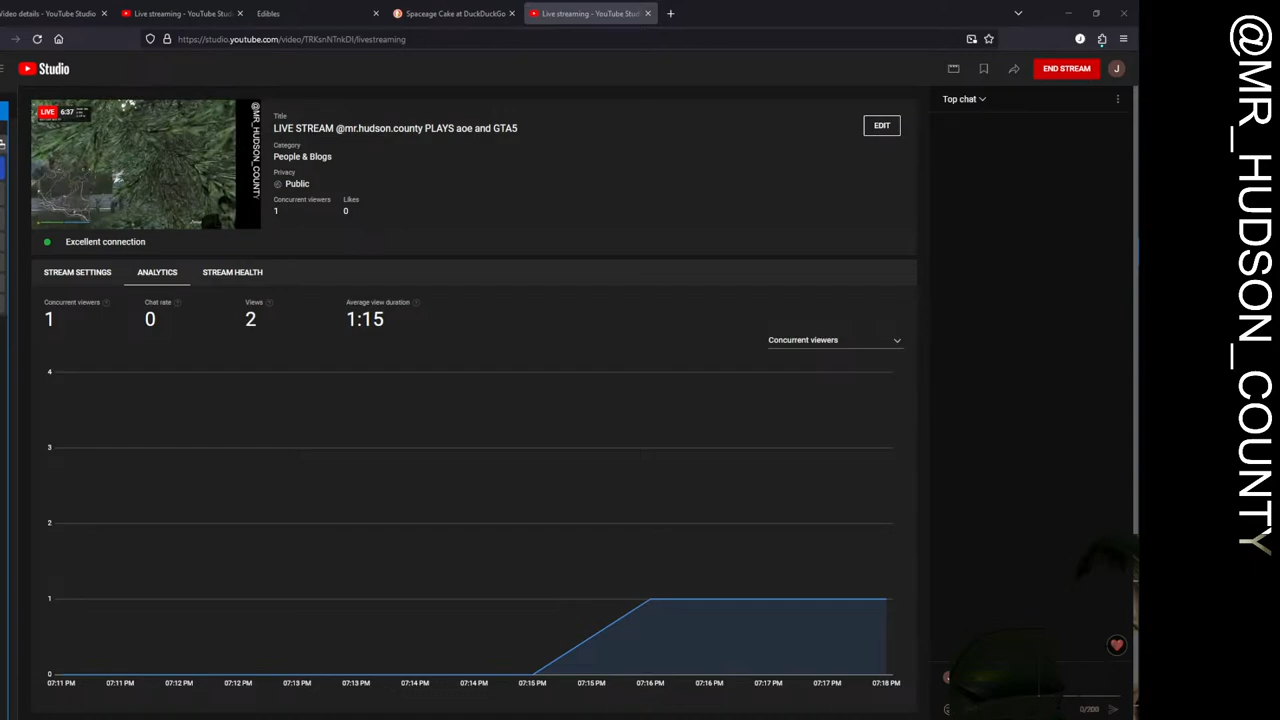 Video details - YouTube Studio
Live streaming - YouTube Stud
Edibles
Spaceage Cake at DuckDuckGo
Live streaming - YouTube Stud
https://studio.youtube.com/video/TRKsnNTnkDI/livestreaming
Studio
END STREAM
J
LIVE 6:37
@MR_HUDSON_COUNTY
Title
LIVE STREAM @mr.hudson.county PLAYS aoe and GTA5
EDIT
Category
People & Blogs
Privacy
Public
Concurrent viewers Likes
1 0
Excellent connection
STREAM SETTINGS ANALYTICS STREAM HEALTH
Concurrent viewers Chat rate Views Average view duration
1 0 2 1:15
Concurrent viewers
4
3
2
1
0
07:11 PM 07:11 PM 07:12 PM 07:12 PM 07:13 PM 07:13 PM 07:14 PM 07:14 PM 07:15 PM 07:15 PM 07:16 PM 07:16 PM 07:17 PM 07:17 PM 07:18 PM
Top chat
0/200
@MR_HUDSON_COUNTY